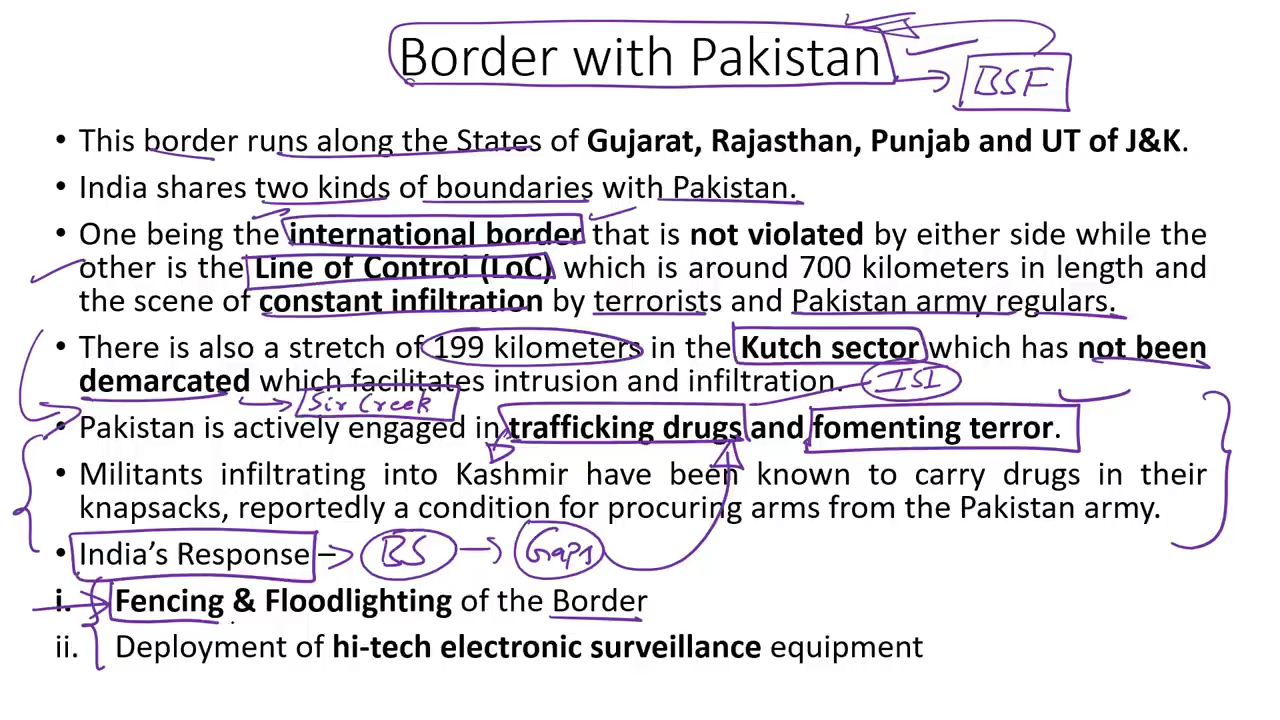 Border with Pakistan
BSF
• This border runs along the States of Gujarat, Rajasthan, Punjab and UT of J&K.
• India shares two kinds of boundaries with Pakistan.
• One being the international border that is not violated by either side while the
other is the Line of Control (LoC) which is around 700 kilometers in length and
the scene of constant infiltration by terrorists and Pakistan army regulars.
• There is also a stretch of 199 kilometers in the Kutch sector which has not been
demarcated which facilitates intrusion and infiltration. ISI
Sir Creek
• Pakistan is actively engaged in trafficking drugs and fomenting terror.
• Militants infiltrating into Kashmir have been known to carry drugs in their
knapsacks, reportedly a condition for procuring arms from the Pakistan army.
• India's Response – BS Gaps
i. Fencing & Floodlighting of the Border
ii. Deployment of hi-tech electronic surveillance equipment